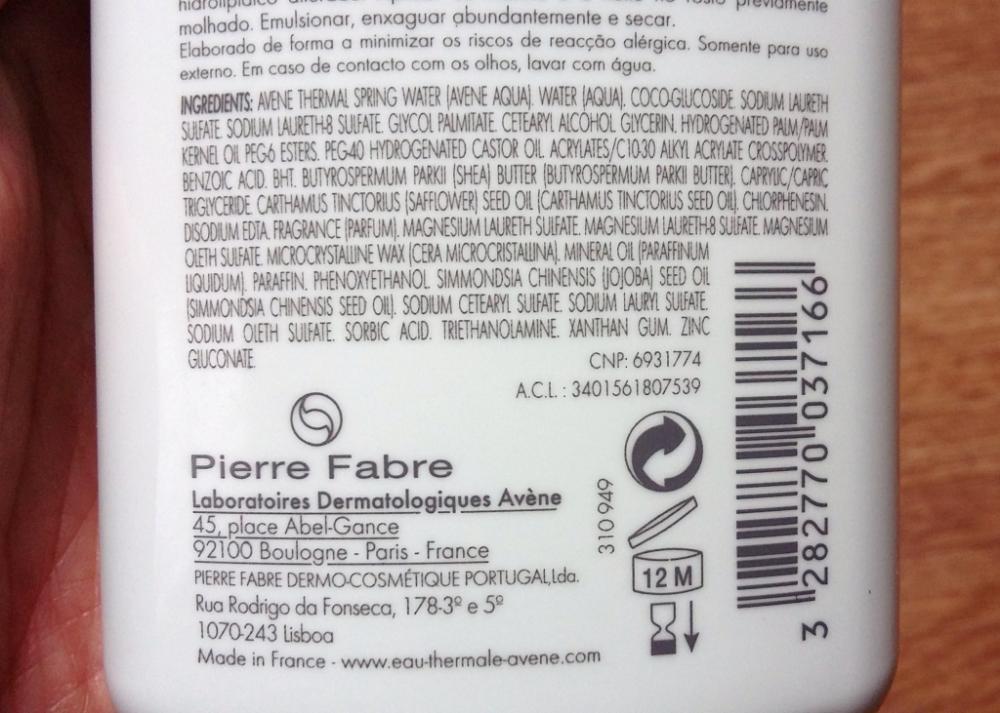 molhado. Emulsionar, enxaguar abundantemente e secar.
Elaborado de forma a minimizar os riscos de reacção alérgica. Somente para uso
externo. Em caso de contacto com os olhos, lavar com água.
INGREDIENTS: AVENE THERMAL SPRING WATER (AVENE AQUA). WATER (AQUA). COCO-GLUCOSIDE. SODIUM LAURETH
SULFATE. SODIUM LAURETH-8 SULFATE. GLYCOL PALMITATE. CETEARYL ALCOHOL. GLYCERIN. HYDROGENATED PALM/PALM
KERNEL OIL PEG-6 ESTERS. PEG-40 HYDROGENATED CASTOR OIL. ACRYLATES/C10-30 ALKYL ACRYLATE CROSSPOLYMER.
BENZOIC ACID. BHT. BUTYROSPERMUM PARKII (SHEA) BUTTER (BUTYROSPERMUM PARKII BUTTER). CAPRYLIC/CAPRIC
TRIGLYCERIDE. CARTHAMUS TINCTORIUS (SAFFLOWER) SEED OIL (CARTHAMUS TINCTORIUS SEED OIL). CHLORPHENESIN.
DISODIUM EDTA. FRAGRANCE (PARFUM). MAGNESIUM LAURETH SULFATE. MAGNESIUM LAURETH-8 SULFATE. MAGNESIUM
OLETH SULFATE. MICROCRYSTALLINE WAX (CERA MICROCRISTALLINA). MINERAL OIL (PARAFFINUM
LIQUIDUM). PARAFFIN. PHENOXYETHANOL. SIMMONDSIA CHINENSIS (JOJOBA) SEED OIL
(SIMMONDSIA CHINENSIS SEED OIL). SODIUM CETEARYL SULFATE. SODIUM LAURYL SULFATE.
SODIUM OLETH SULFATE. SORBIC ACID. TRIETHANOLAMINE. XANTHAN GUM. ZINC
GLUCONATE.
CNP: 6931774
A.C.L. : 3401561807539
Pierre Fabre
Laboratoires Dermatologiques Avène
45, place Abel-Gance
92100 Boulogne - Paris - France
PIERRE FABRE DERMO-COSMÉTIQUE PORTUGAL,Lda.
Rua Rodrigo da Fonseca, 178-3º e 5º
1070-243 Lisboa
Made in France - www.eau-thermale-avene.com
310 949
12 M
3 282770 037166